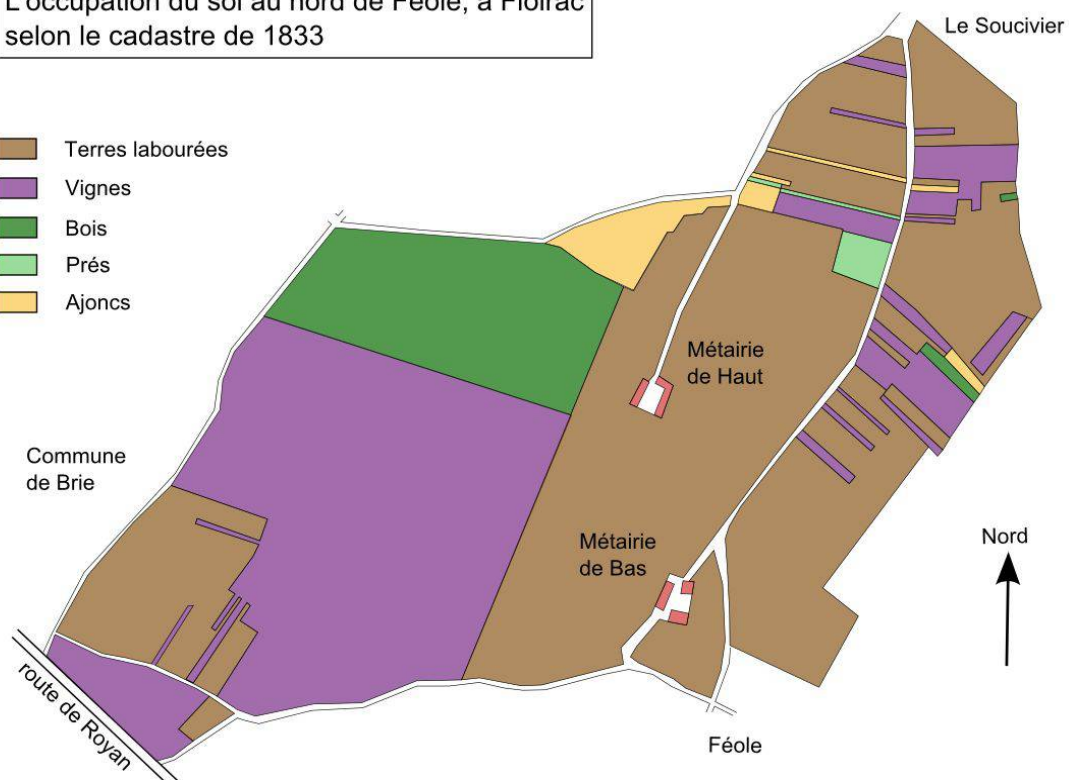 L'occupation du sol au nord de Féole, à Floirac
selon le cadastre de 1833
Le Soucivier
Terres labourées
Vignes
Bois
Prés
Ajoncs
Métairie
de Haut
Commune
de Brie
Métairie
de Bas
Nord
route de Royan
Féole